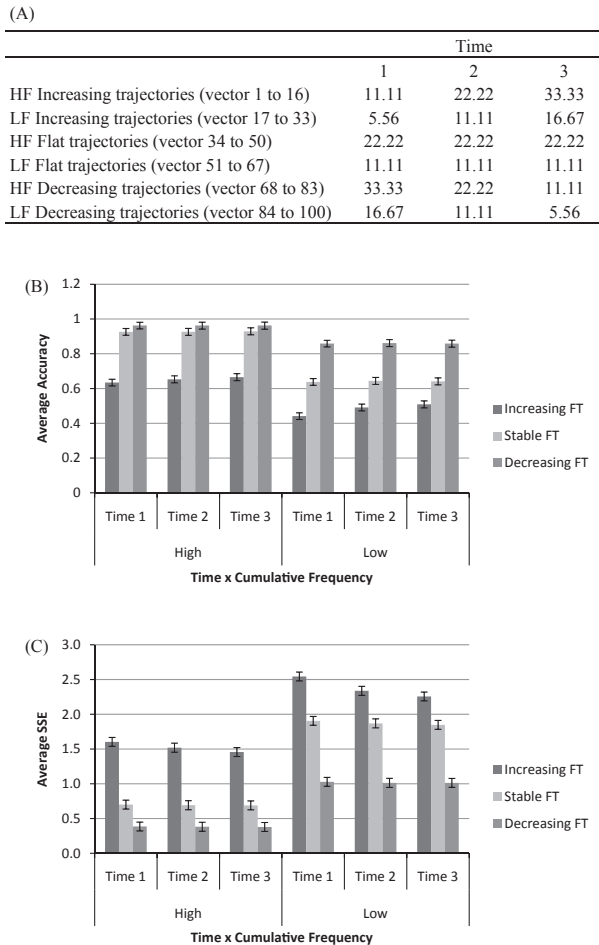 (A)
Time
1 2 3
HF Increasing trajectories (vector 1 to 16) 11.11 22.22 33.33
LF Increasing trajectories (vector 17 to 33) 5.56 11.11 16.67
HF Flat trajectories (vector 34 to 50) 22.22 22.22 22.22
LF Flat trajectories (vector 51 to 67) 11.11 11.11 11.11
HF Decreasing trajectories (vector 68 to 83) 33.33 22.22 11.11
LF Decreasing trajectories (vector 84 to 100) 16.67 11.11 5.56
(B)
Average Accuracy
1.2
1
0.8
0.6
0.4
0.2
0
Time 1 Time 2 Time 3 Time 1 Time 2 Time 3
High Low
Time x Cumulative Frequency
Increasing FT
Stable FT
Decreasing FT
(C)
Average SSE
3.0
2.5
2.0
1.5
1.0
0.5
0.0
Time 1 Time 2 Time 3 Time 1 Time 2 Time 3
High Low
Time x Cumulative Frequency
Increasing FT
Stable FT
Decreasing FT